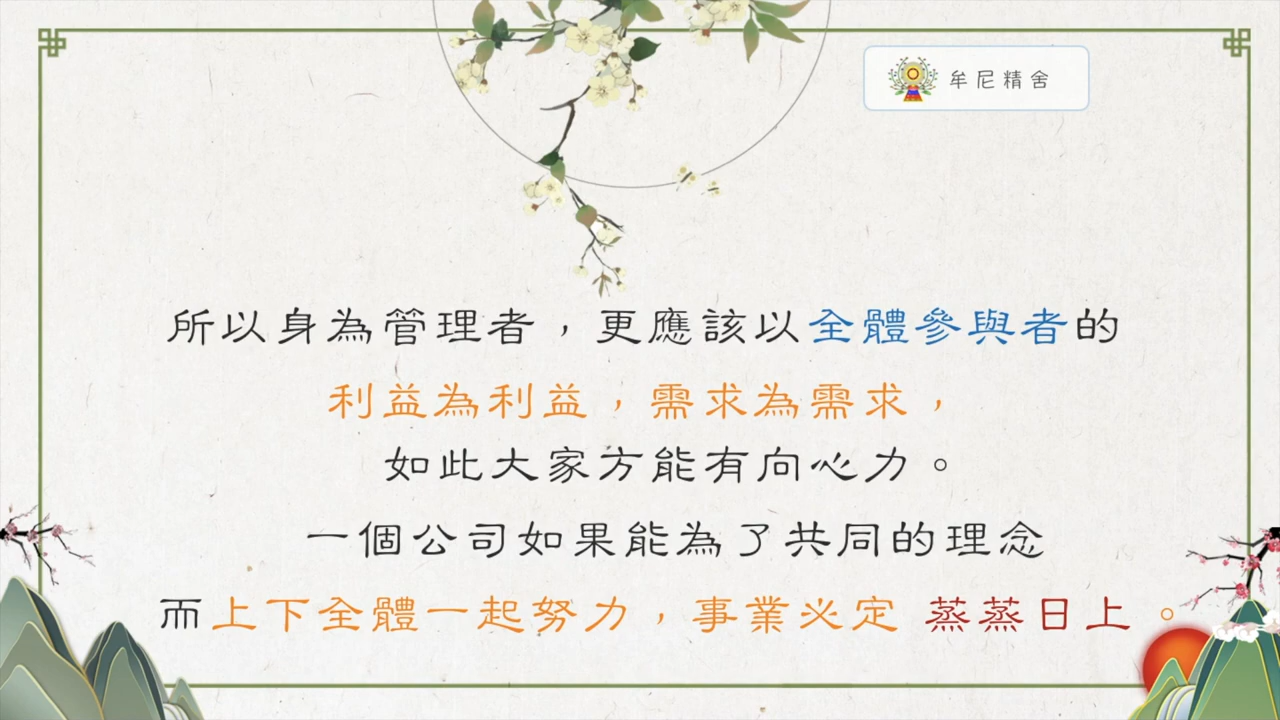 牟尼精舍
所以身為管理者，更應該以全體參與者的
利益為利益，需求為需求，
如此大家方能有向心力。
一個公司如果能為了共同的理念
而上下全體一起努力，事業必定 蒸蒸日上。